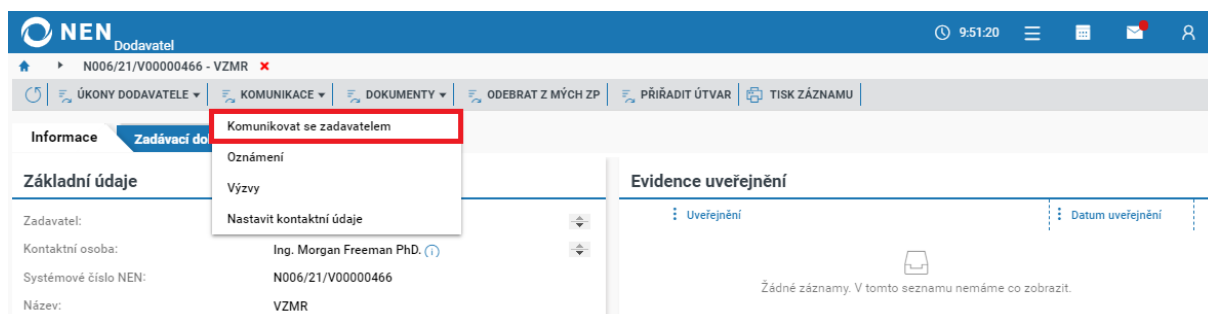 NEN Dodavatel 9:51:20
N006/21/V00000466 - VZMR
ÚKONY DODAVATELE KOMUNIKACE DOKUMENTY ODEBRAT Z MÝCH ZP PŘIŘADIT ÚTVAR TISK ZÁZNAMU
Informace Zadávací do
Komunikovat se zadavatelem
Oznámení
Výzvy
Nastavit kontaktní údaje
Základní údaje
Zadavatel:
Kontaktní osoba: Ing. Morgan Freeman PhD.
Systémové číslo NEN: N006/21/V00000466
Název: VZMR
Evidence uveřejnění
Uveřejnění Datum uveřejnění
Žádné záznamy. V tomto seznamu nemáme co zobrazit.